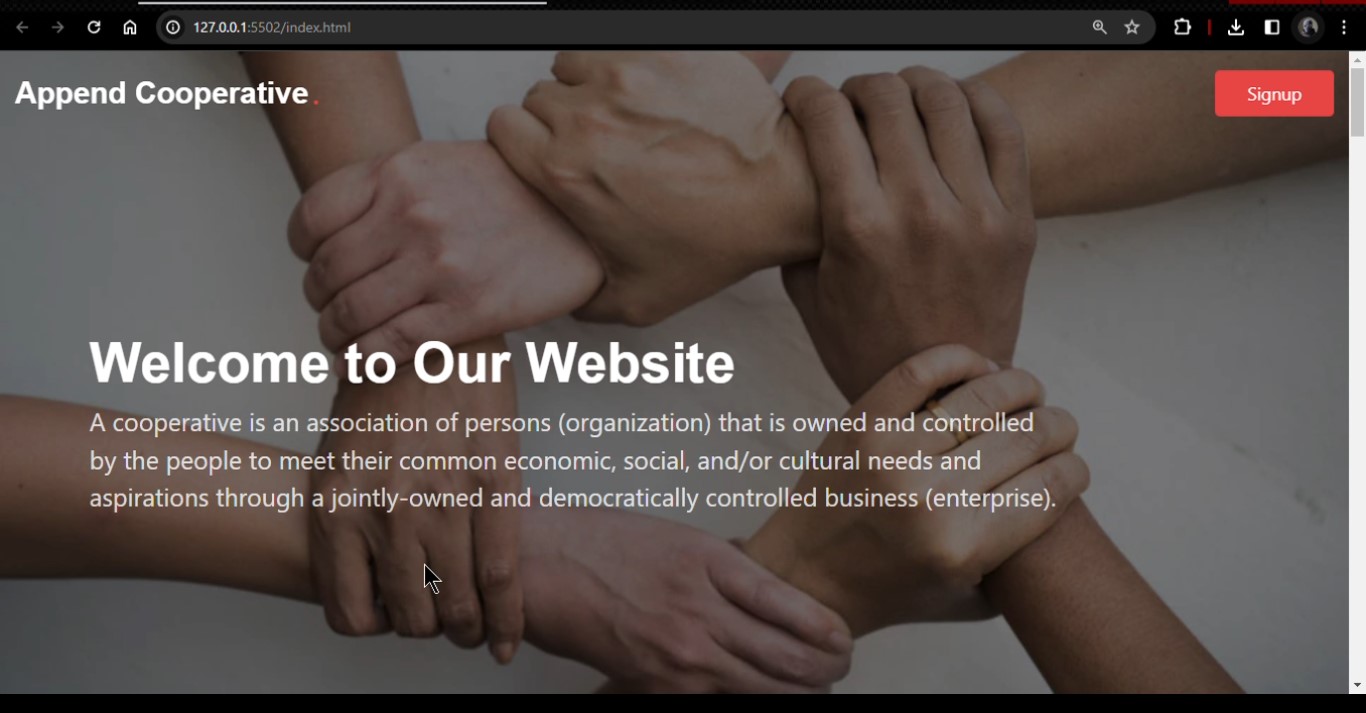 127.0.0.1:5502/index.html
Append Cooperative.
Signup
Welcome to Our Website
A cooperative is an association of persons (organization) that is owned and controlled
by the people to meet their common economic, social, and/or cultural needs and
aspirations through a jointly-owned and democratically controlled business (enterprise).